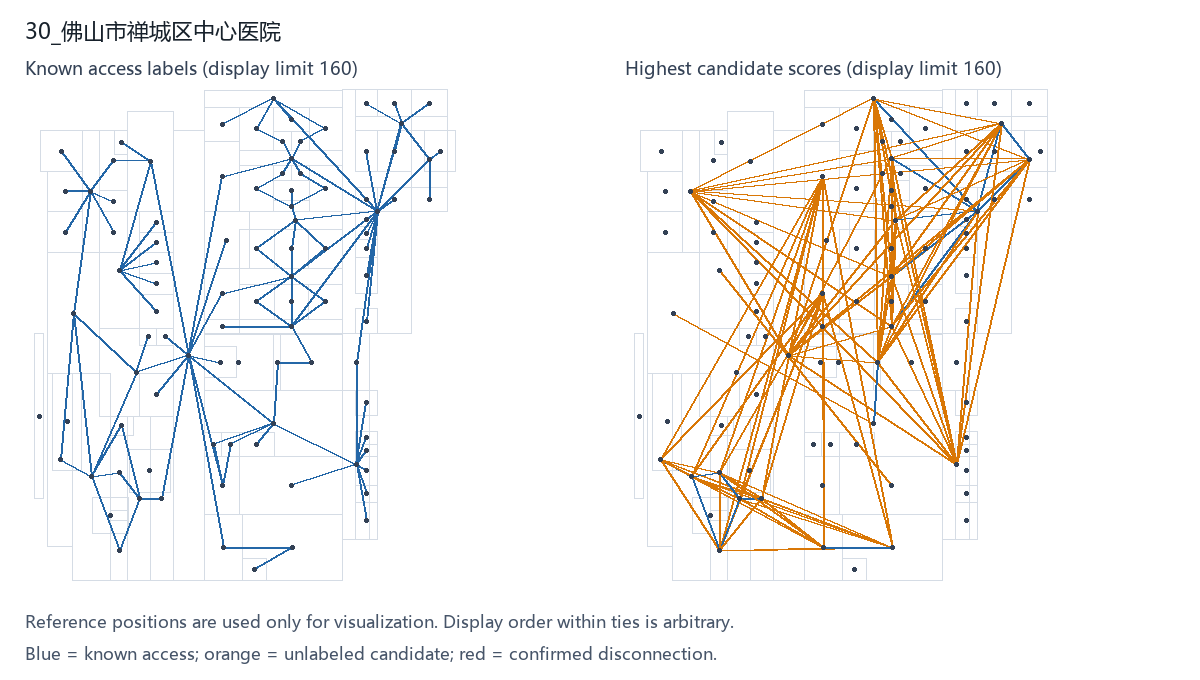 30_佛山市禅城区中心医院
Known access labels (display limit 160)
Highest candidate scores (display limit 160)
Reference positions are used only for visualization. Display order within ties is arbitrary.
Blue = known access; orange = unlabeled candidate; red = confirmed disconnection.